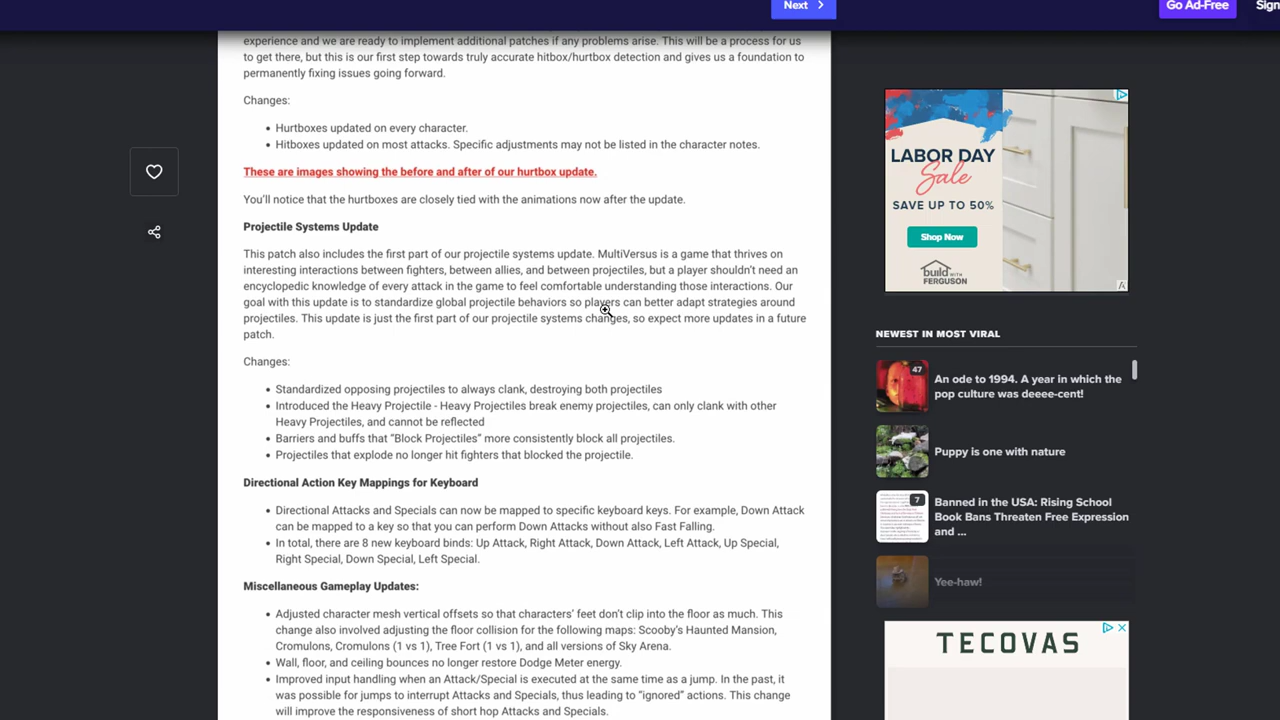 Next
Go Ad-Free
Sign
experience and we are ready to implement additional patches if any problems arise. This will be a process for us
to get there, but this is our first step towards truly accurate hitbox/hurtbox detection and gives us a foundation to
permanently fixing issues going forward.
Changes:
• Hurtboxes updated on every character.
• Hitboxes updated on most attacks. Specific adjustments may not be listed in the character notes.
These are images showing the before and after of our hurtbox update.
You'll notice that the hurtboxes are closely tied with the animations now after the update.
Projectile Systems Update
This patch also includes the first part of our projectile systems update. MultiVersus is a game that thrives on
interesting interactions between fighters, between allies, and between projectiles, but a player shouldn't need an
encyclopedic knowledge of every attack in the game to feel comfortable understanding those interactions. Our
goal with this update is to standardize global projectile behaviors so players can better adapt strategies around
projectiles. This update is just the first part of our projectile systems changes, so expect more updates in a future
patch.
Changes:
• Standardized opposing projectiles to always clank, destroying both projectiles
• Introduced the Heavy Projectile - Heavy Projectiles break enemy projectiles, can only clank with other
Heavy Projectiles, and cannot be reflected
• Barriers and buffs that "Block Projectiles" more consistently block all projectiles.
• Projectiles that explode no longer hit fighters that blocked the projectile.
Directional Action Key Mappings for Keyboard
• Directional Attacks and Specials can now be mapped to specific keyboard keys. For example, Down Attack
can be mapped to a key so that you can perform Down Attacks without also Fast Falling.
• In total, there are 8 new keyboard binds: Up Attack, Right Attack, Down Attack, Left Attack, Up Special,
Right Special, Down Special, Left Special.
Miscellaneous Gameplay Updates:
• Adjusted character mesh vertical offsets so that characters' feet don't clip into the floor as much. This
change also involved adjusting the floor collision for the following maps: Scooby's Haunted Mansion,
Cromulons, Cromulons (1 vs 1), Tree Fort (1 vs 1), and all versions of Sky Arena.
• Wall, floor, and ceiling bounces no longer restore Dodge Meter energy.
• Improved input handling when an Attack/Special is executed at the same time as a jump. In the past, it
was possible for jumps to interrupt Attacks and Specials, thus leading to "ignored" actions. This change
will improve the responsiveness of short hop Attacks and Specials.
LABOR DAY
Sale
SAVE UP TO 50%
Shop Now
build WITH
FERGUSON
NEWEST IN MOST VIRAL
47
An ode to 1994. A year in which the
pop culture was deeee-cent!
Puppy is one with nature
7
Banned in the USA: Rising School
Book Bans Threaten Free Expression
and ...
Yee-haw!
TECOVAS